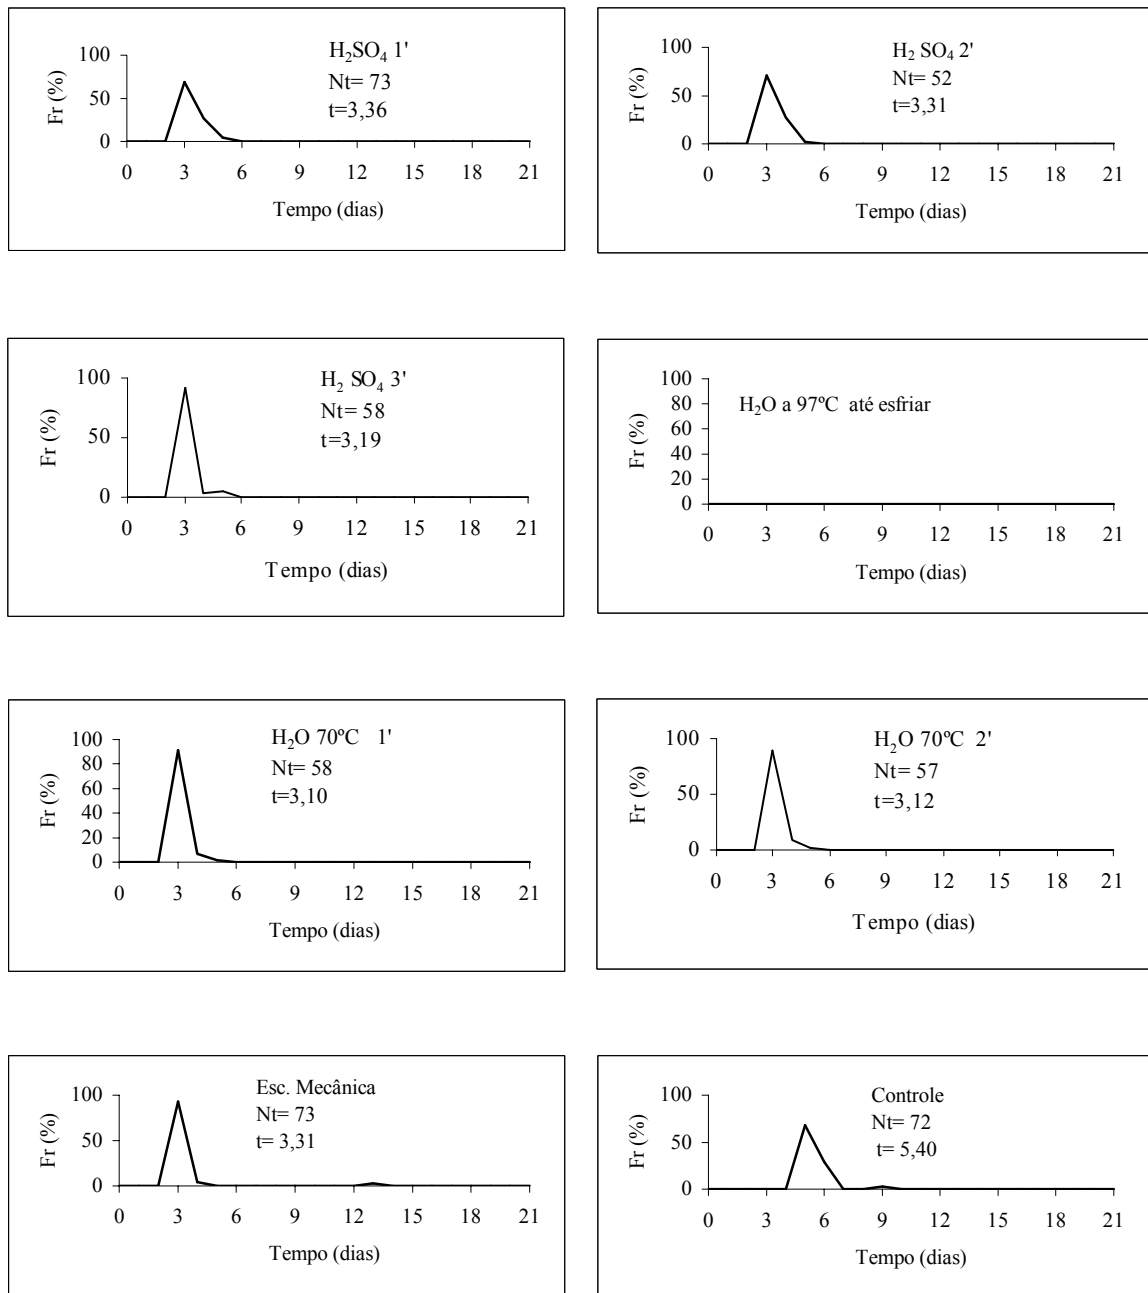 H₂SO₄ 1'
Nt= 73
t=3,36
Fr (%)
100
50
0
0 3 6 9 12 15 18 21
Tempo (dias)
H₂ SO₄ 2'
Nt= 52
t=3,31
Fr (%)
100
50
0
0 3 6 9 12 15 18 21
Tempo (dias)
H₂ SO₄ 3'
Nt= 58
t=3,19
Fr (%)
100
50
0
0 3 6 9 12 15 18 21
Tempo (dias)
H₂O a 97ºC até esfriar
Fr (%)
100
80
60
40
20
0
0 3 6 9 12 15 18 21
Tempo (dias)
H₂O 70ºC 1'
Nt= 58
t=3,10
Fr (%)
100
80
60
40
20
0
0 3 6 9 12 15 18 21
Tempo (dias)
H₂O 70ºC 2'
Nt= 57
t=3,12
Fr (%)
100
50
0
0 3 6 9 12 15 18 21
Tempo (dias)
Esc. Mecânica
Nt= 73
t= 3,31
Fr (%)
100
50
0
0 3 6 9 12 15 18 21
Tempo (dias)
Controle
Nt= 72
t= 5,40
Fr (%)
100
50
0
0 3 6 9 12 15 18 21
Tempo (dias)